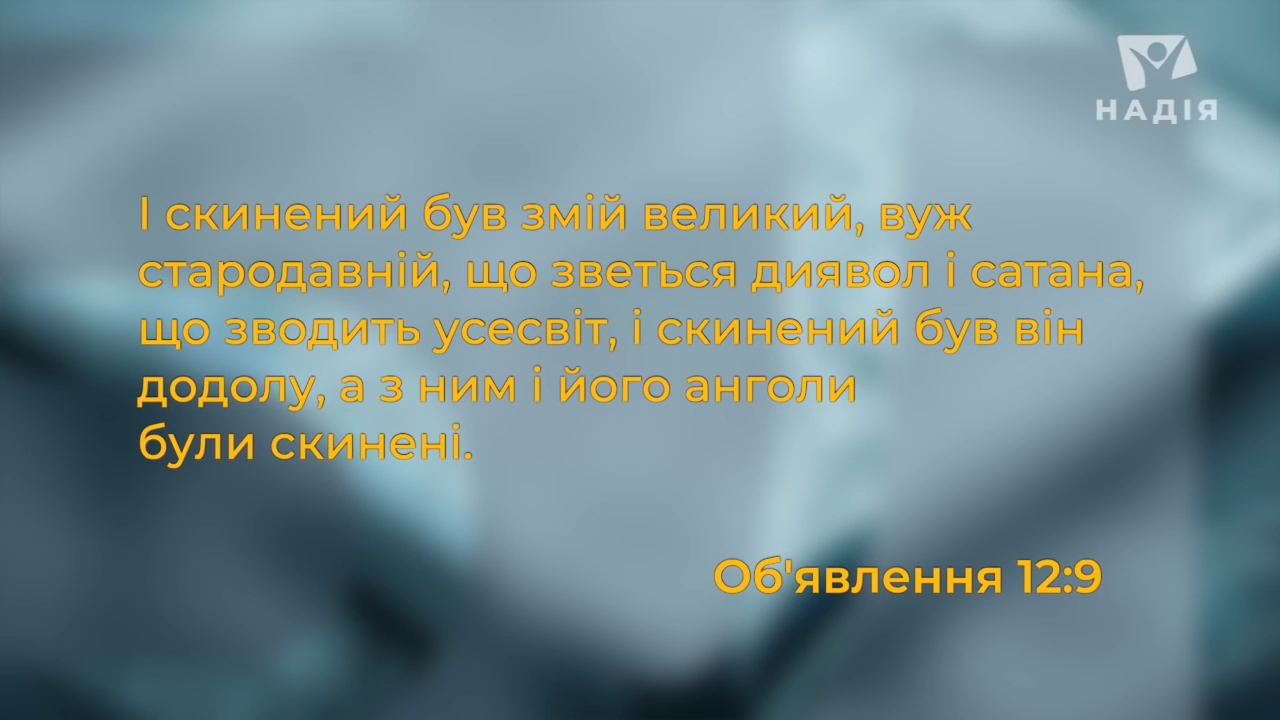 НАДІЯ
І скинений був змій великий, вуж
стародавній, що зветься диявол і сатана,
що зводить усесвіт, і скинений був він
додолу, а з ним і його анголи
були скинені.
Об'явлення 12:9